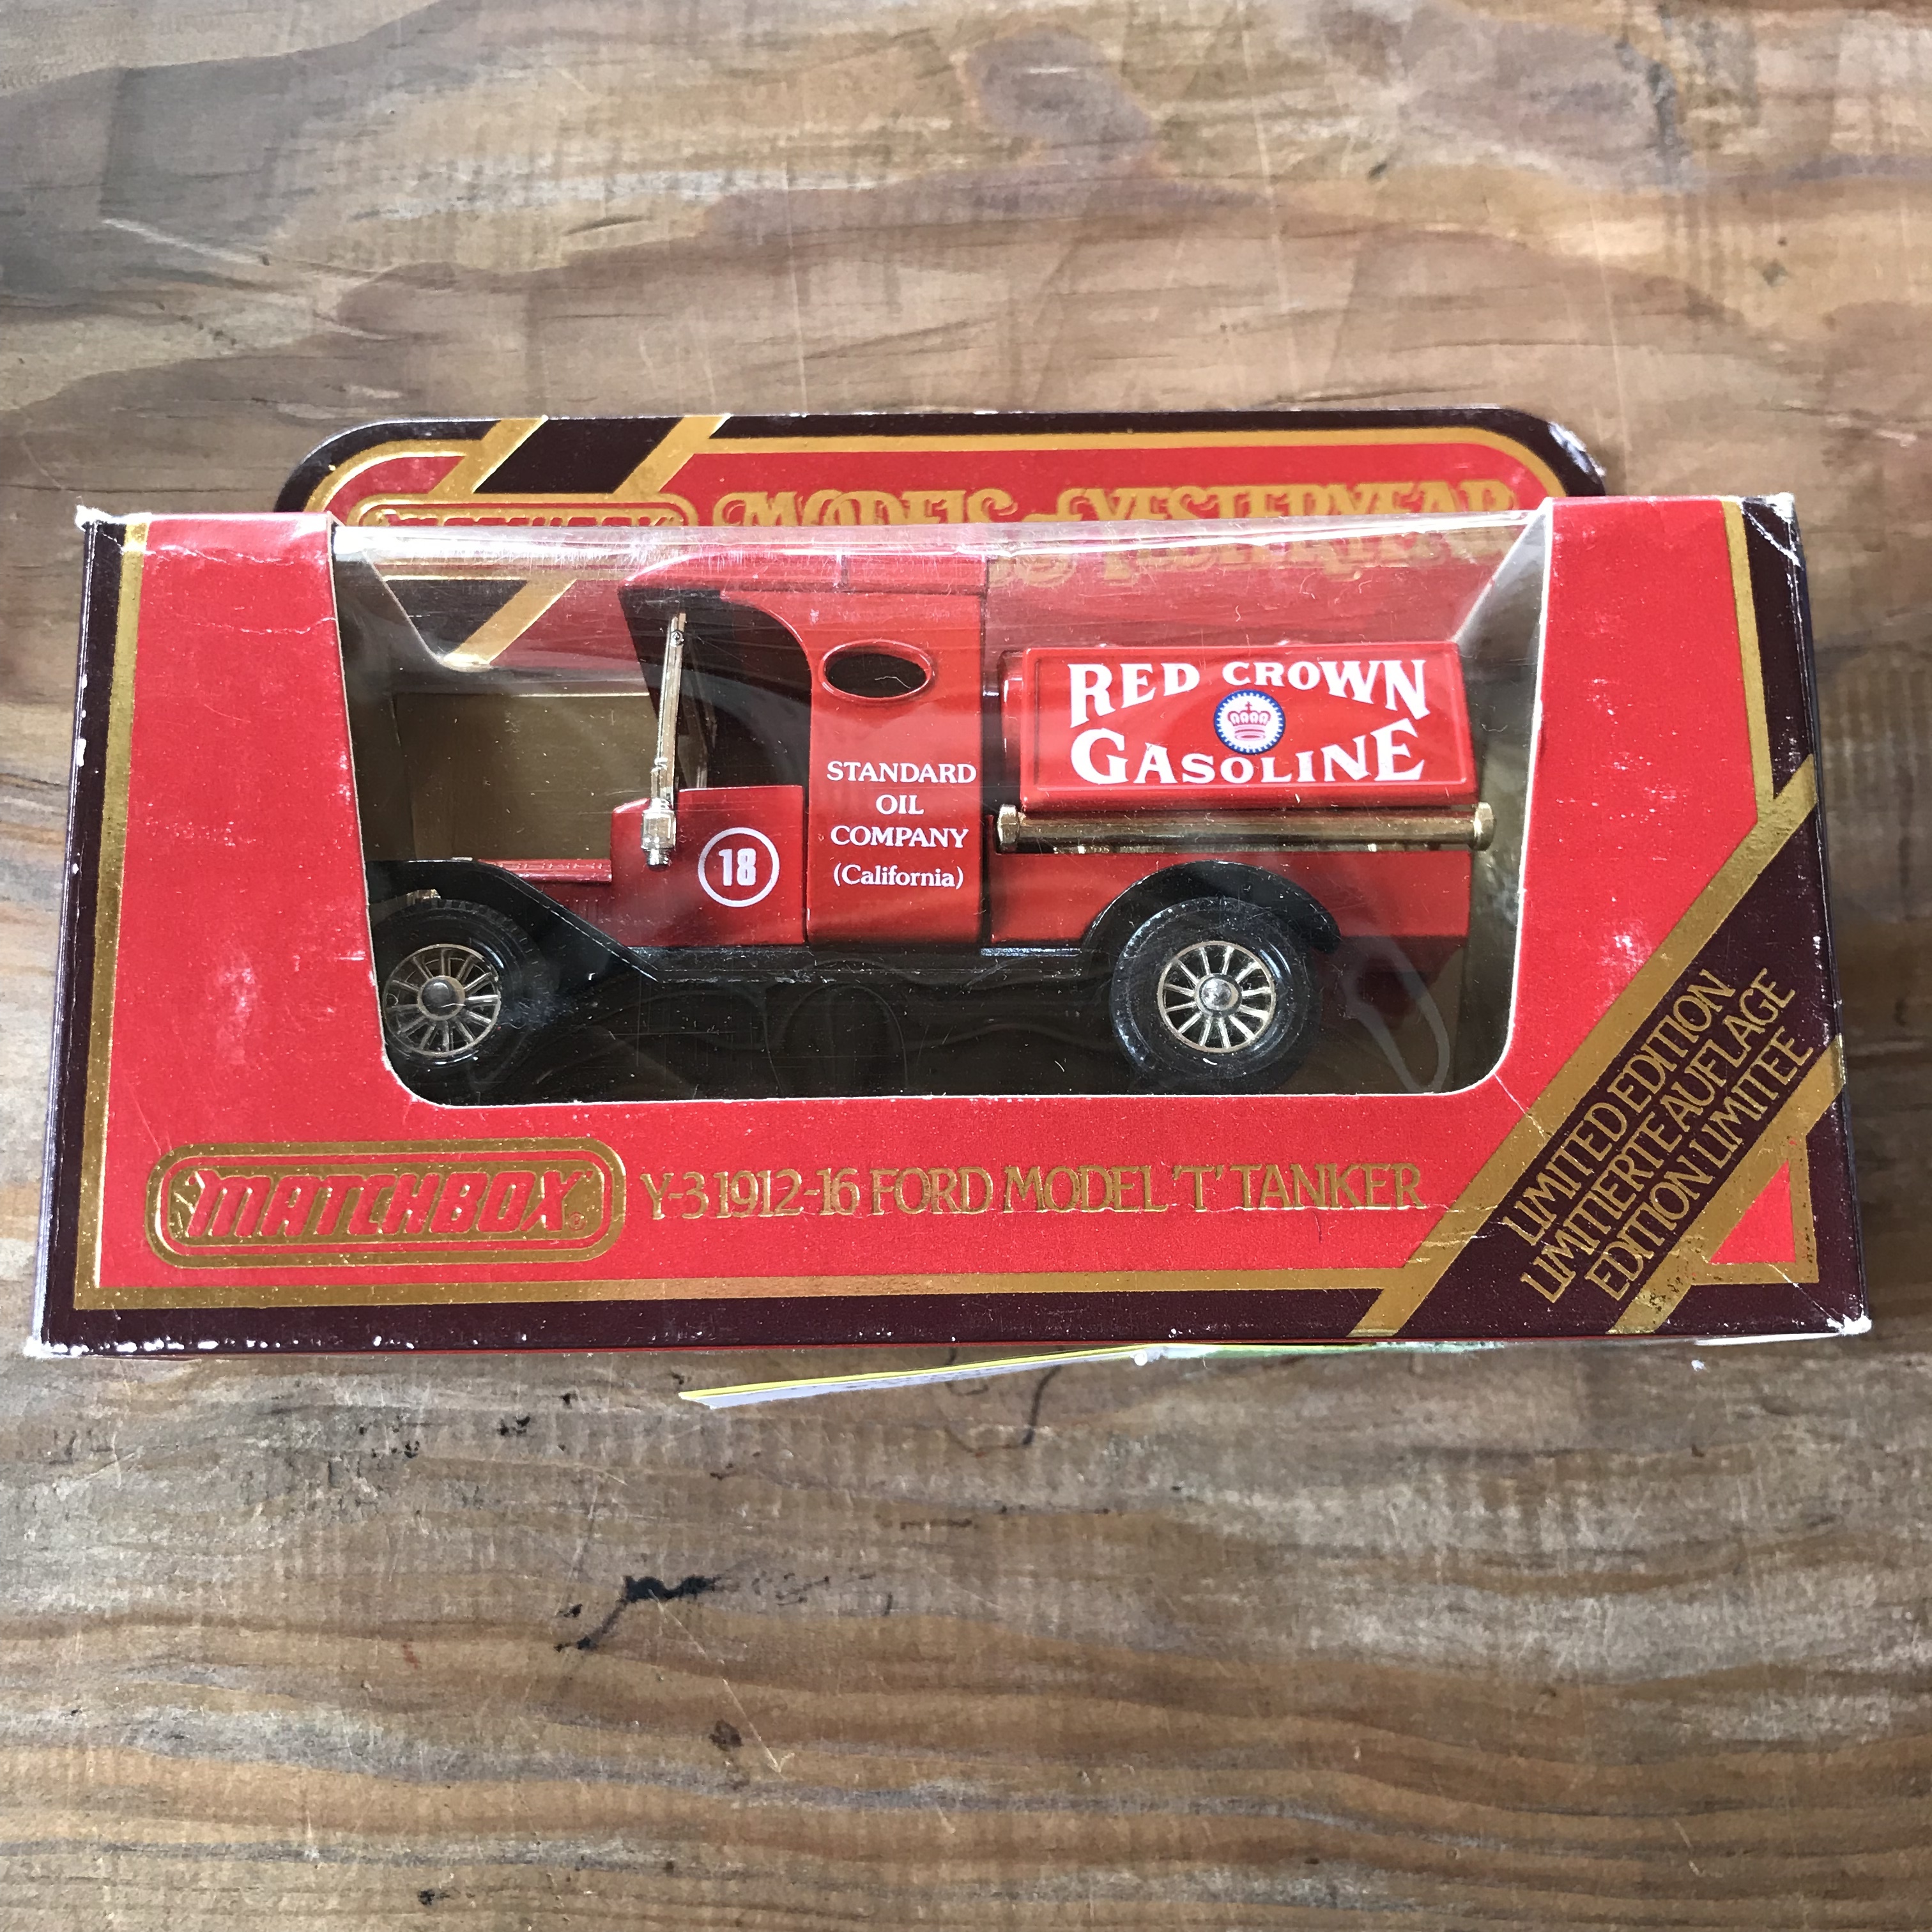 MODELS of YESTERYEAR
MATCHBOX
RED CROWN
GASOLINE
STANDARD
OIL
COMPANY
(California)
18
MATCHBOX®
Y-3 1912-16 FORD MODEL 'T' TANKER
LIMITED EDITION
LIMITIERTE AUFLAGE
EDITION LIMITEE